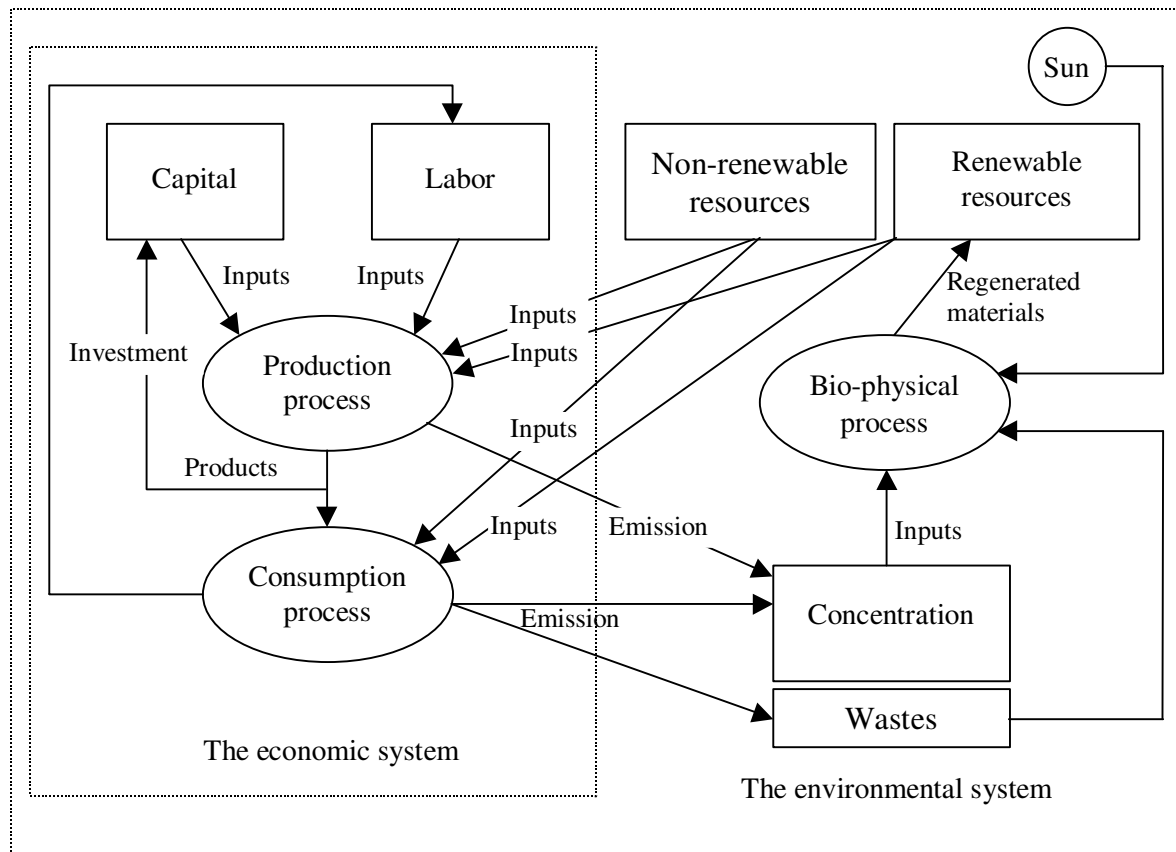 Sun
Capital
Labor
Non-renewable
resources
Renewable
resources
Inputs
Inputs
Regenerated
materials
Inputs
Inputs
Investment
Production
process
Bio-physical
process
Inputs
Products
Inputs
Emission
Inputs
Consumption
process
Emission
Concentration
Wastes
The economic system
The environmental system